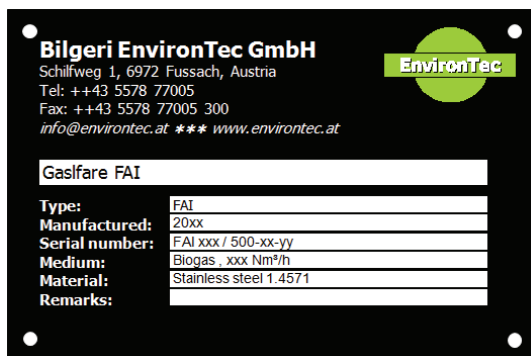 Bilgeri EnvironTec GmbH
Schilfweg 1, 6972 Fussach, Austria
Tel: ++43 5578 77005
Fax: ++43 5578 77005 300
info@environtec.at *** www.environtec.at
EnvironTec
Gaslfare FAI
Type: FAI
Manufactured: 20xx
Serial number: FAI xxx / 500-xx-yy
Medium: Biogas , xxx Nm³/h
Material: Stainless steel 1.4571
Remarks: